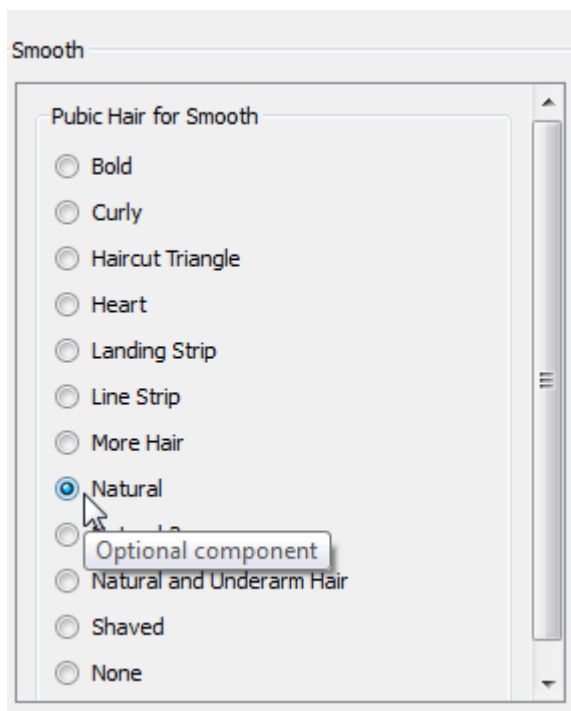 Smooth
Pubic Hair for Smooth
Bold
Curly
Haircut Triangle
Heart
Landing Strip
Line Strip
More Hair
Natural
Optional component
Natural and Underarm Hair
Shaved
None